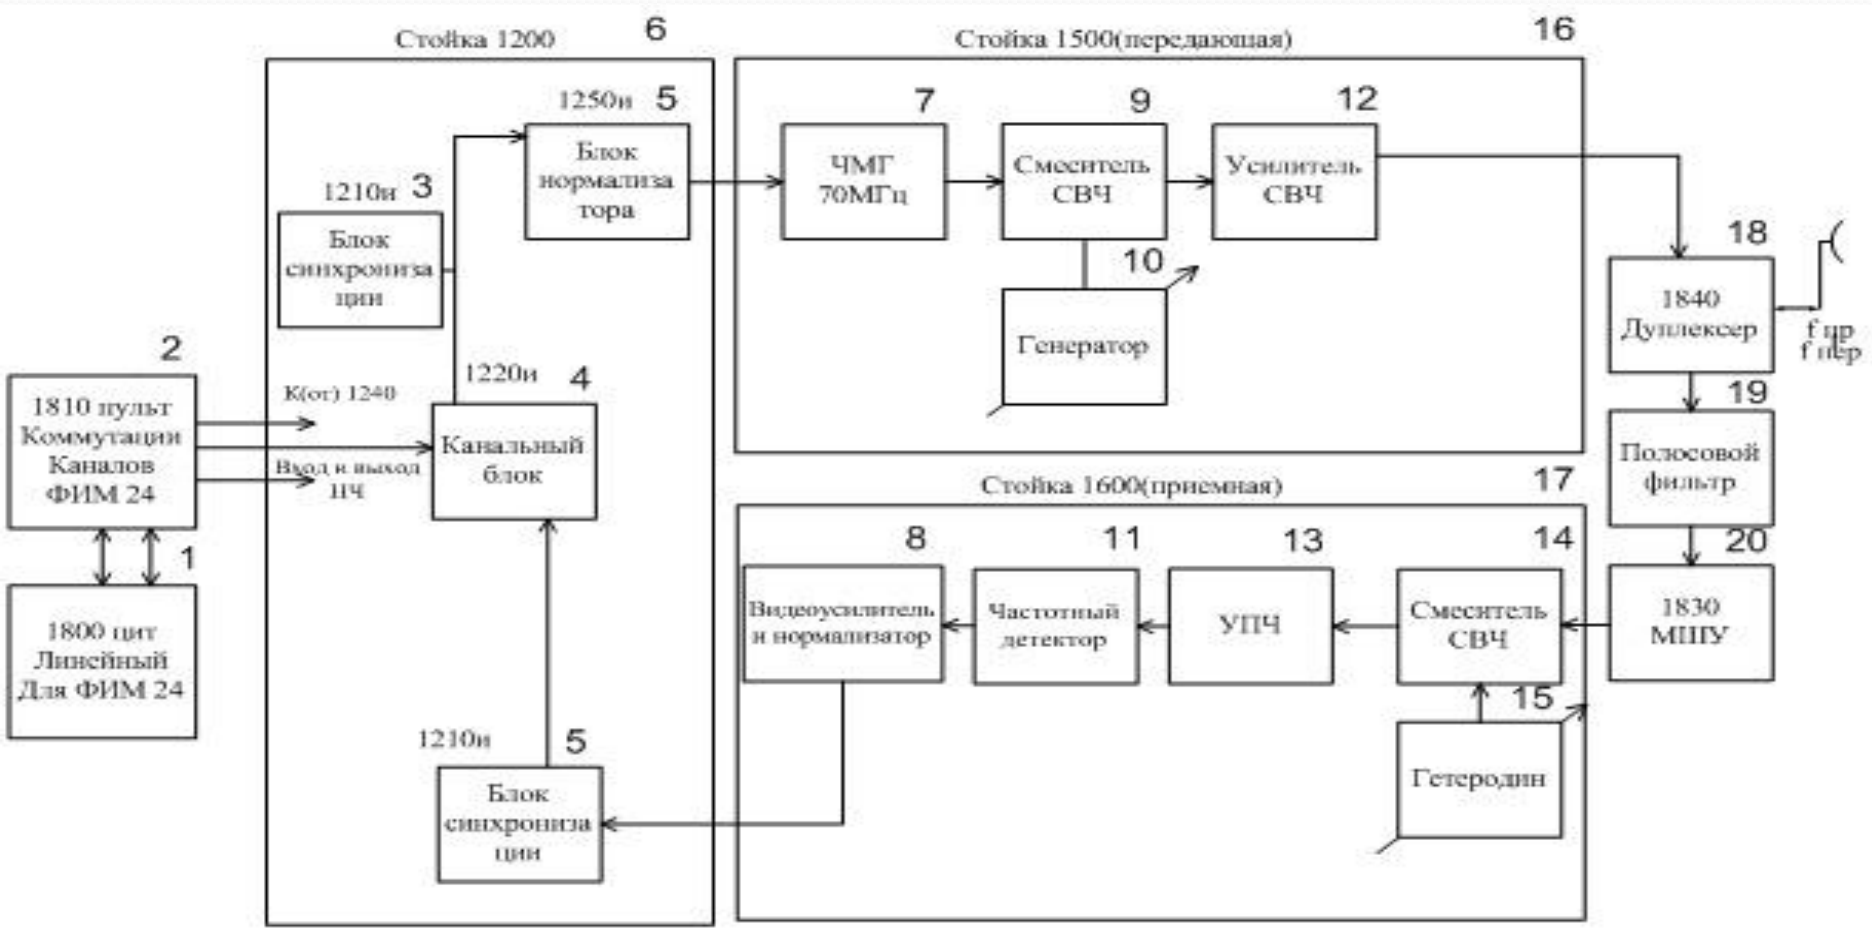 Стойка 1200
6
1250и
5
Блок
нормализа
тора
1210и
3
Блок
синхрониза
ции
2
1810 пульт
Коммутации
Каналов
ФИМ 24
К(от) 1240
Вход и выход
НЧ
1220и
4
Канальный
блок
1
1800 щит
Линейный
Для ФИМ 24
1210и
5
Блок
синхрониза
ции
Стойка 1500(передающая)
16
7
ЧМГ
70МГц
9
Смеситель
СВЧ
12
Усилитель
СВЧ
10
Генератор
18
1840
Дуплексер
f пр
f пер
19
Полосовой
фильтр
20
1830
МШУ
Стойка 1600(приемная)
17
8
Видеоусилитель
и нормализатор
11
Частотный
детектор
13
УПЧ
14
Смеситель
СВЧ
15
Гетеродин